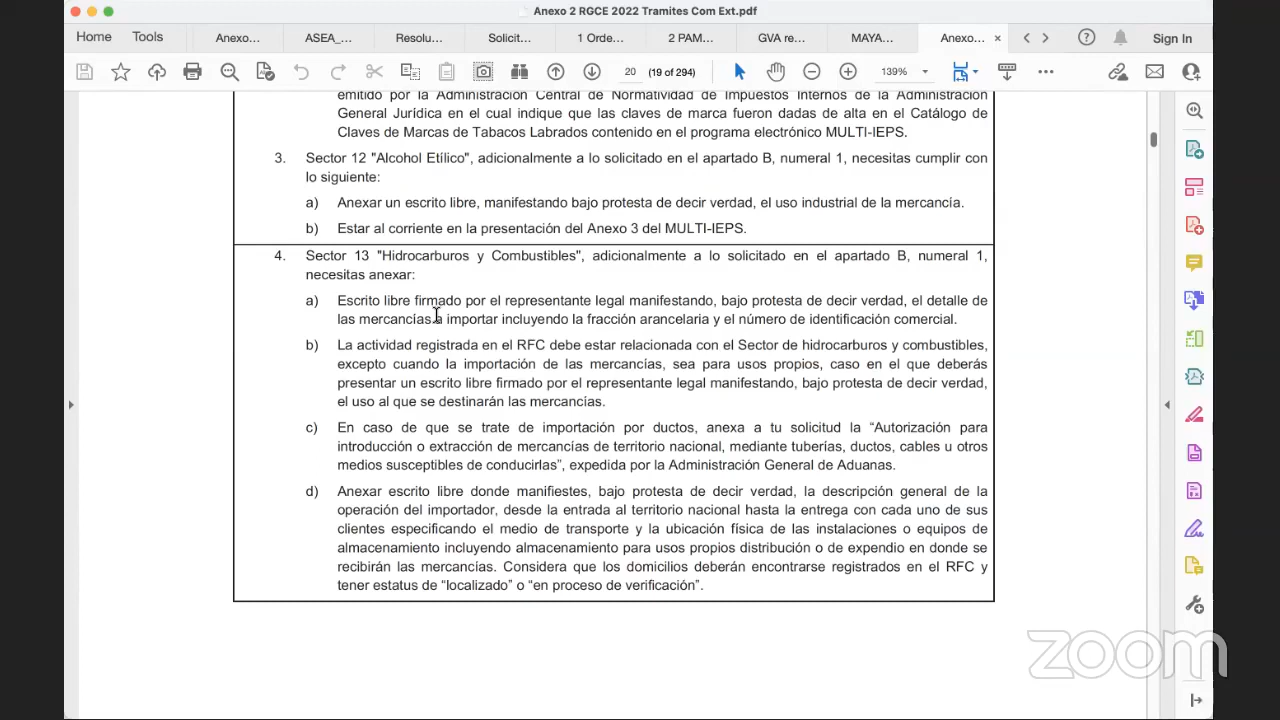 Anexo 2 RGCE 2022 Tramites Com Ext.pdf
Home Tools Anexo... ASEA_... Resolu... Solicit... 1 Orde... 2 PAM... GVA re... MAYA... Anexo... × Sign In
20 (19 of 294) 139%
emitido por la Administración Central de Normatividad de Impuestos Internos de la Administración
General Jurídica en el cual indique que las claves de marca fueron dadas de alta en el Catálogo de
Claves de Marcas de Tabacos Labrados contenido en el programa electrónico MULTI-IEPS.
3. Sector 12 "Alcohol Etílico", adicionalmente a lo solicitado en el apartado B, numeral 1, necesitas cumplir con
lo siguiente:
a) Anexar un escrito libre, manifestando bajo protesta de decir verdad, el uso industrial de la mercancía.
b) Estar al corriente en la presentación del Anexo 3 del MULTI-IEPS.
4. Sector 13 "Hidrocarburos y Combustibles", adicionalmente a lo solicitado en el apartado B, numeral 1,
necesitas anexar:
a) Escrito libre firmado por el representante legal manifestando, bajo protesta de decir verdad, el detalle de
las mercancías a importar incluyendo la fracción arancelaria y el número de identificación comercial.
b) La actividad registrada en el RFC debe estar relacionada con el Sector de hidrocarburos y combustibles,
excepto cuando la importación de las mercancías, sea para usos propios, caso en el que deberás
presentar un escrito libre firmado por el representante legal manifestando, bajo protesta de decir verdad,
el uso al que se destinarán las mercancías.
c) En caso de que se trate de importación por ductos, anexa a tu solicitud la “Autorización para
introducción o extracción de mercancías de territorio nacional, mediante tuberías, ductos, cables u otros
medios susceptibles de conducirlas”, expedida por la Administración General de Aduanas.
d) Anexar escrito libre donde manifiestes, bajo protesta de decir verdad, la descripción general de la
operación del importador, desde la entrada al territorio nacional hasta la entrega con cada uno de sus
clientes especificando el medio de transporte y la ubicación física de las instalaciones o equipos de
almacenamiento incluyendo almacenamiento para usos propios distribución o de expendio en donde se
recibirán las mercancías. Considera que los domicilios deberán encontrarse registrados en el RFC y
tener estatus de “localizado” o “en proceso de verificación”.
zoom